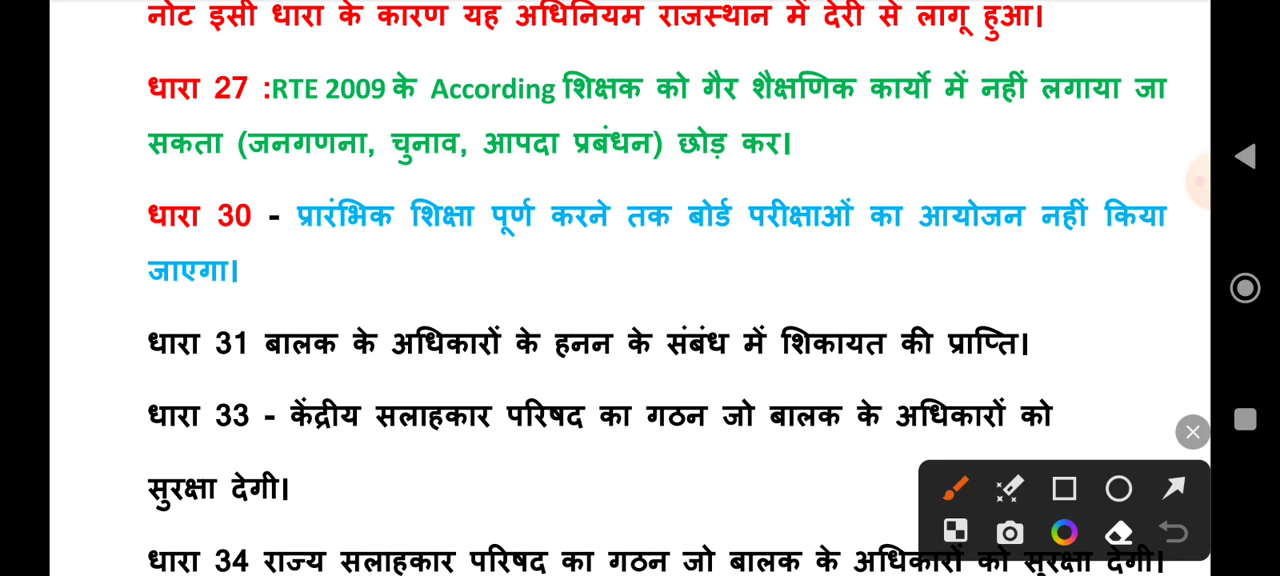 नोट इसी धारा के कारण यह अधिनियम राजस्थान में देरी से लागू हुआ।
धारा 27 :RTE 2009 के According शिक्षक को गैर शैक्षणिक कार्यो में नहीं लगाया जा
सकता (जनगणना, चुनाव, आपदा प्रबंधन) छोड़ कर।
धारा 30 - प्रारंभिक शिक्षा पूर्ण करने तक बोर्ड परीक्षाओं का आयोजन नहीं किया
जाएगा।
धारा 31 बालक के अधिकारों के हनन के संबंध में शिकायत की प्राप्ति।
धारा 33 - केंद्रीय सलाहकार परिषद का गठन जो बालक के अधिकारों को
सुरक्षा देगी।
धारा 34 राज्य सलाहकार परिषद का गठन जो बालक के अधिकारों को सुरक्षा देगी।